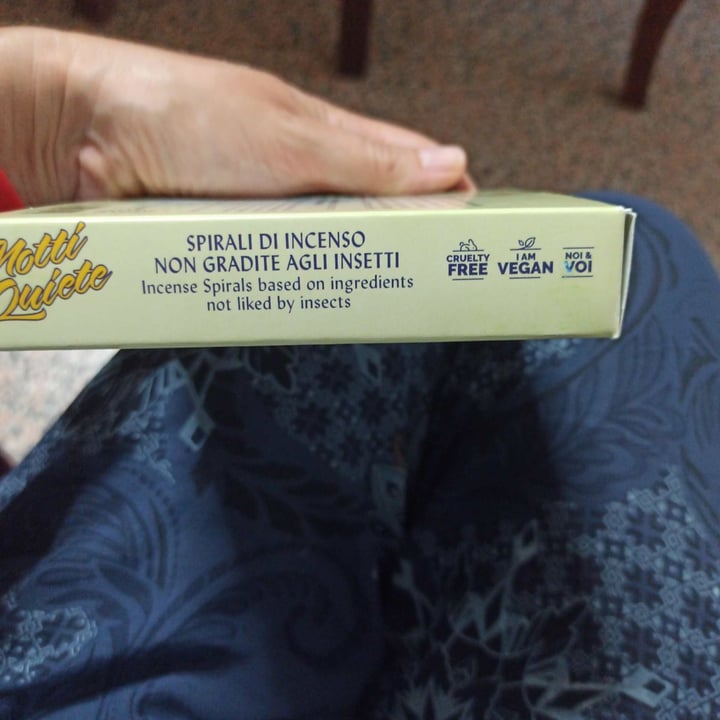 Notti
Quiete
SPIRALI DI INCENSO
NON GRADITE AGLI INSETTI
Incense Spirals based on ingredients
not liked by insects
CRUELTY
FREE
I AM
VEGAN
NOI &
VOI